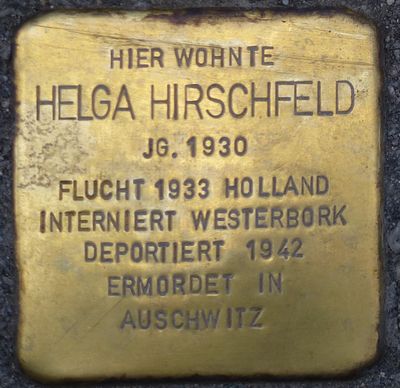 HIER WOHNTE
HELGA HIRSCHFELD
JG. 1930
FLUCHT 1933 HOLLAND
INTERNIERT WESTERBORK
DEPORTIERT 1942
ERMORDET IN
AUSCHWITZ